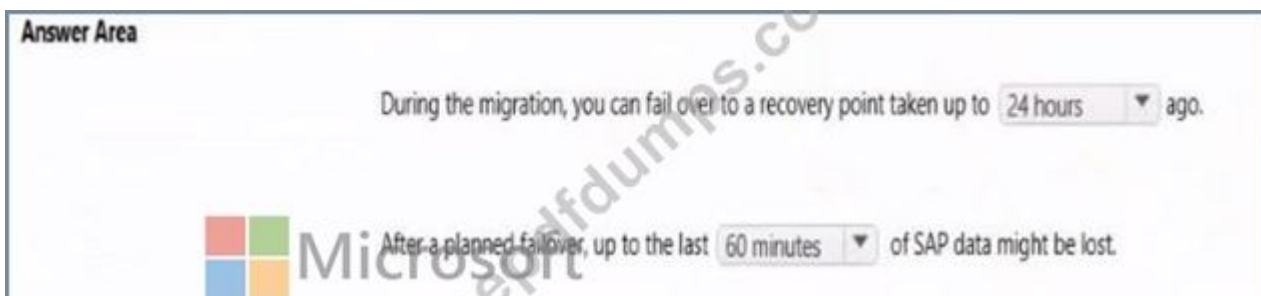 Answer Area
During the migration, you can fail over to a recovery point taken up to 24 hours ago.
After a planned failover, up to the last 60 minutes of SAP data might be lost.
Microsoft